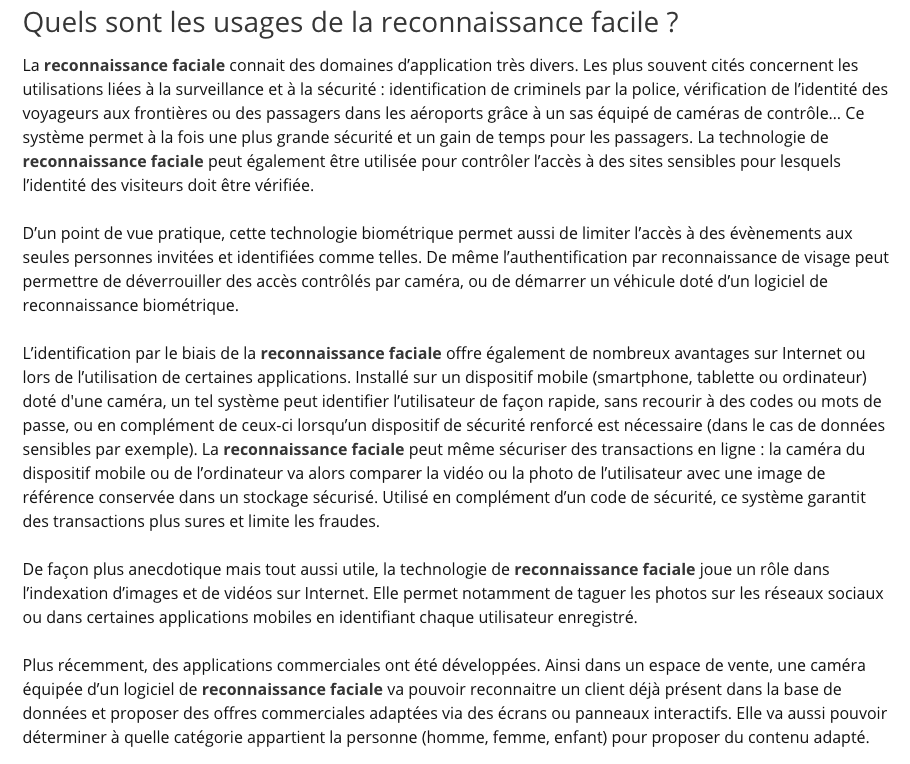 Quels sont les usages de la reconnaissance facile ?
La reconnaissance faciale connait des domaines d’application très divers. Les plus souvent cités concernent les
utilisations liées à la surveillance et à la sécurité : identification de criminels par la police, vérification de l’identité des
voyageurs aux frontières ou des passagers dans les aéroports grâce à un sas équipé de caméras de contrôle... Ce
système permet à la fois une plus grande sécurité et un gain de temps pour les passagers. La technologie de
reconnaissance faciale peut également être utilisée pour contrôler l’accès à des sites sensibles pour lesquels
l’identité des visiteurs doit être vérifiée.
D’un point de vue pratique, cette technologie biométrique permet aussi de limiter l’accès à des évènements aux
seules personnes invitées et identifiées comme telles. De même l’authentification par reconnaissance de visage peut
permettre de déverrouiller des accès contrôlés par caméra, ou de démarrer un véhicule doté d’un logiciel de
reconnaissance biométrique.
L’identification par le biais de la reconnaissance faciale offre également de nombreux avantages sur Internet ou
lors de l’utilisation de certaines applications. Installé sur un dispositif mobile (smartphone, tablette ou ordinateur)
doté d'une caméra, un tel système peut identifier l’utilisateur de façon rapide, sans recourir à des codes ou mots de
passe, ou en complément de ceux-ci lorsqu’un dispositif de sécurité renforcé est nécessaire (dans le cas de données
sensibles par exemple). La reconnaissance faciale peut même sécuriser des transactions en ligne : la caméra du
dispositif mobile ou de l’ordinateur va alors comparer la vidéo ou la photo de l’utilisateur avec une image de
référence conservée dans un stockage sécurisé. Utilisé en complément d’un code de sécurité, ce système garantit
des transactions plus sures et limite les fraudes.
De façon plus anecdotique mais tout aussi utile, la technologie de reconnaissance faciale joue un rôle dans
l’indexation d’images et de vidéos sur Internet. Elle permet notamment de taguer les photos sur les réseaux sociaux
ou dans certaines applications mobiles en identifiant chaque utilisateur enregistré.
Plus récemment, des applications commerciales ont été développées. Ainsi dans un espace de vente, une caméra
équipée d’un logiciel de reconnaissance faciale va pouvoir reconnaitre un client déjà présent dans la base de
données et proposer des offres commerciales adaptées via des écrans ou panneaux interactifs. Elle va aussi pouvoir
déterminer à quelle catégorie appartient la personne (homme, femme, enfant) pour proposer du contenu adapté.